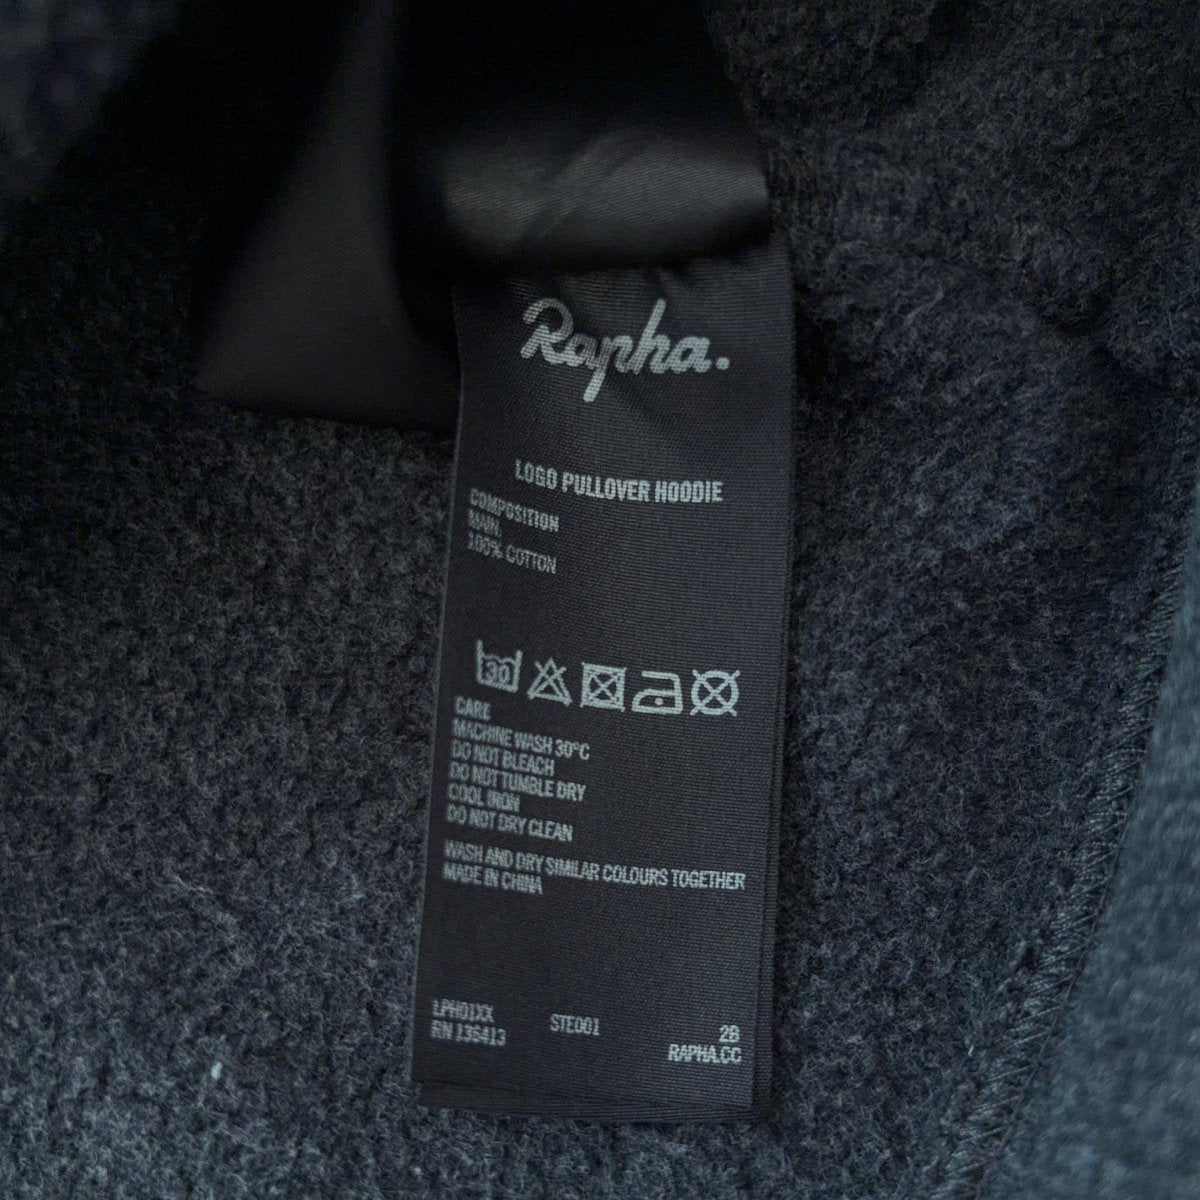 Rapha.
LOGO PULLOVER HOODIE
COMPOSITION
MAIN
100% COTTON
30
CARE
MACHINE WASH 30°C
DO NOT BLEACH
DO NOT TUMBLE DRY
COOL IRON
DO NOT DRY CLEAN
WASH AND DRY SIMILAR COLOURS TOGETHER
MADE IN CHINA
LPH01XX STE001 2B
RN 136413 RAPHA.CC